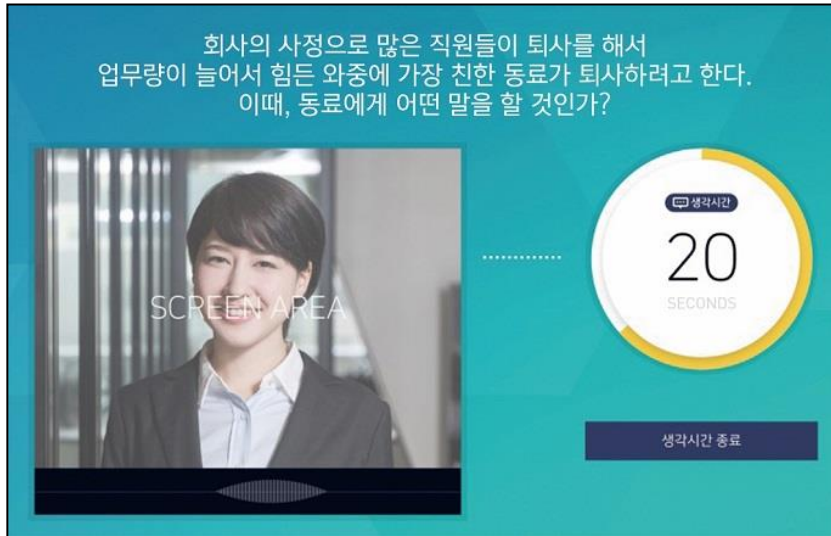 회사의 사정으로 많은 직원들이 퇴사를 해서
업무량이 늘어서 힘든 와중에 가장 친한 동료가 퇴사하려고 한다.
이때, 동료에게 어떤 말을 할 것인가?
SCREEN AREA
생각시간
20
SECONDS
생각시간 종료